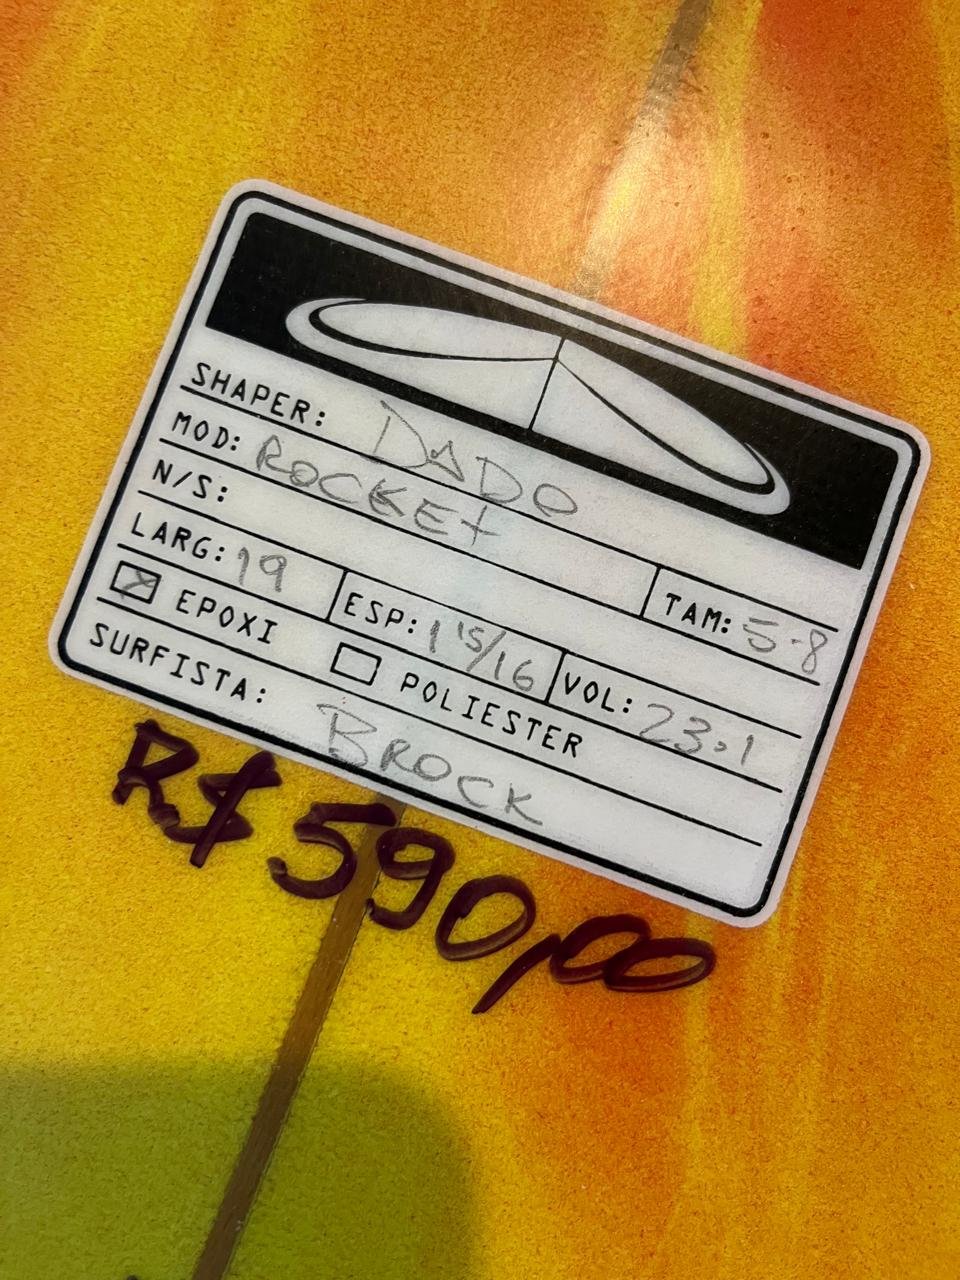 SHAPER: DADO
MOD: ROCKET
N/S: TAM: 5-8
LARG: 19 ESP: 1 15/16 VOL: 23.1
EPOXI POLIESTER
SURFISTA: BROCK
R$ 590,00